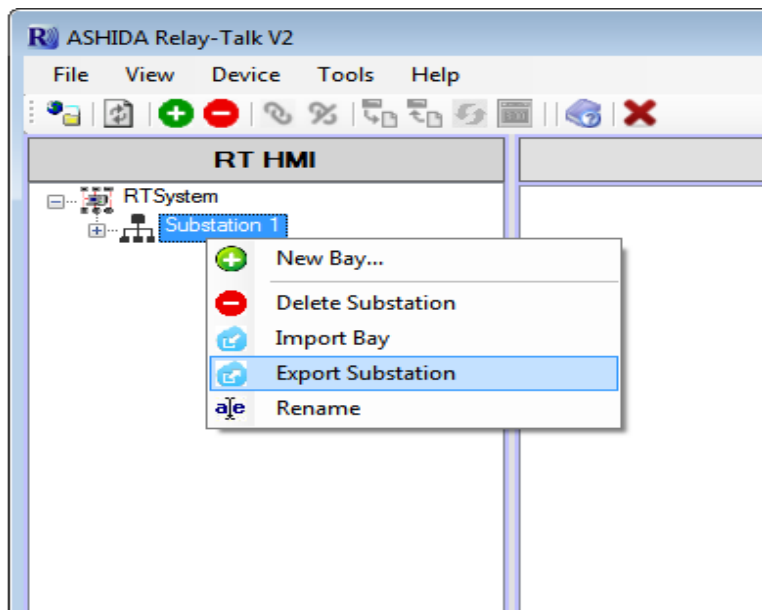 ASHIDA Relay-Talk V2
File View Device Tools Help
RT HMI
RTSystem
Substation 1
New Bay...
Delete Substation
Import Bay
Export Substation
Rename